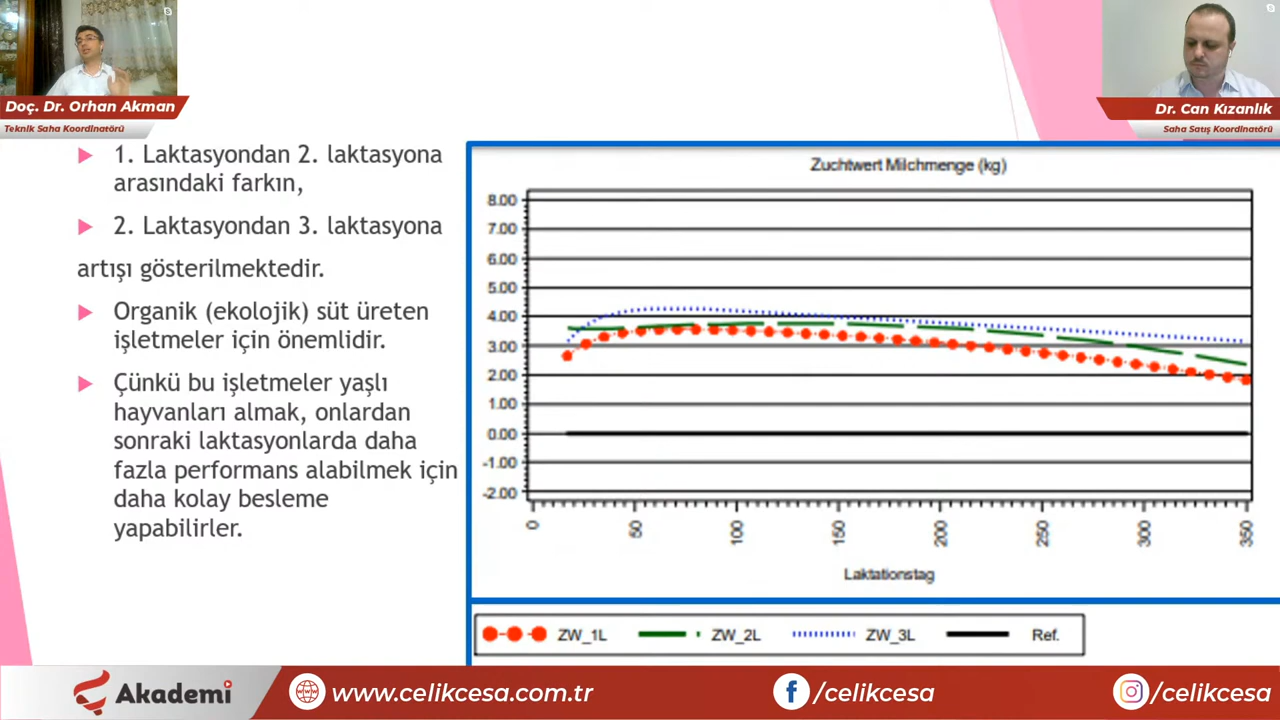 Doç. Dr. Orhan Akman
Teknik Saha Koordinatörü
Dr. Can Kızanlık
Saha Satış Koordinatörü
1. Laktasyondan 2. laktasyona
arasındaki farkın,
2. Laktasyondan 3. laktasyona
artışı gösterilmektedir.
Organik (ekolojik) süt üreten
işletmeler için önemlidir.
Çünkü bu işletmeler yaşlı
hayvanları almak, onlardan
sonraki laktasyonlarda daha
fazla performans alabilmek için
daha kolay besleme
yapabilirler.
Zuchtwert Milchmenge (kg)
8.00
7.00
6.00
5.00
4.00
3.00
2.00
1.00
0.00
-1.00
-2.00
0 50 100 150 200 250 300 350
Laktationstag
ZW_1L ZW_2L ZW_3L Ref.
Akademi
www.celikcesa.com.tr
/celikcesa
/celikcesa